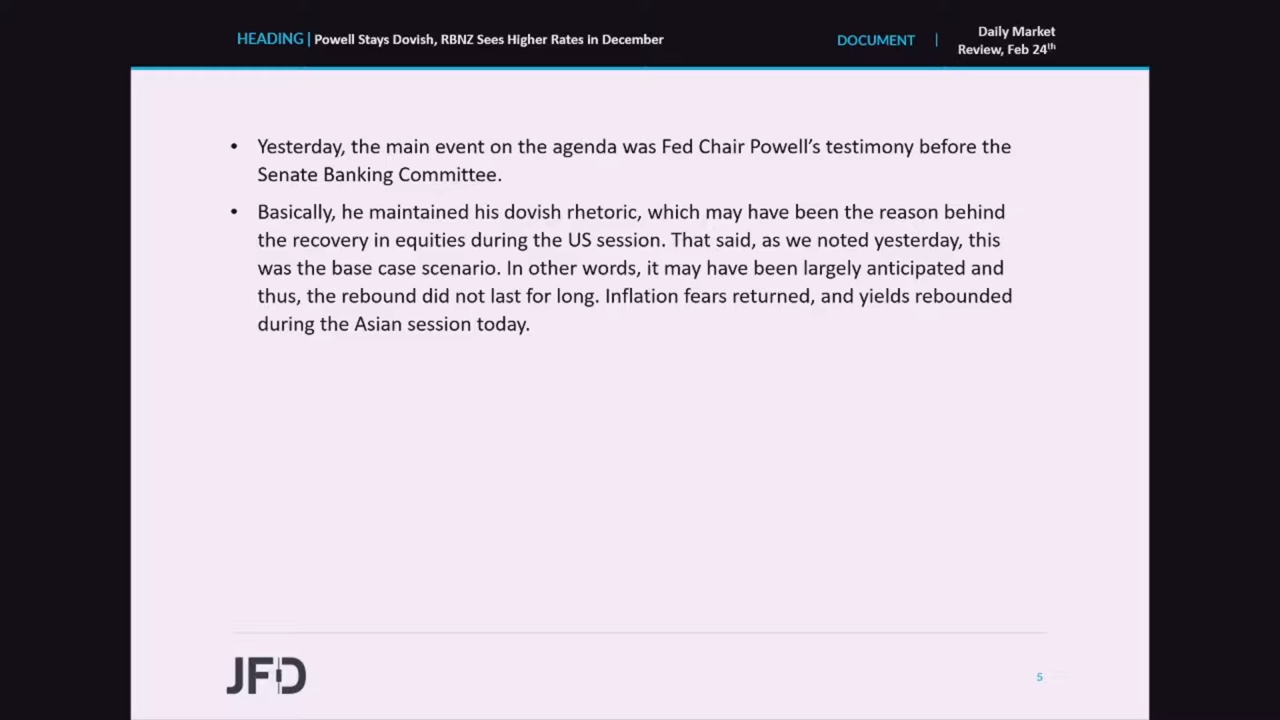 HEADING | Powell Stays Dovish, RBNZ Sees Higher Rates in December
DOCUMENT | Daily Market
Review, Feb 24th
• Yesterday, the main event on the agenda was Fed Chair Powell’s testimony before the
Senate Banking Committee.
• Basically, he maintained his dovish rhetoric, which may have been the reason behind
the recovery in equities during the US session. That said, as we noted yesterday, this
was the base case scenario. In other words, it may have been largely anticipated and
thus, the rebound did not last for long. Inflation fears returned, and yields rebounded
during the Asian session today.
JFD
5